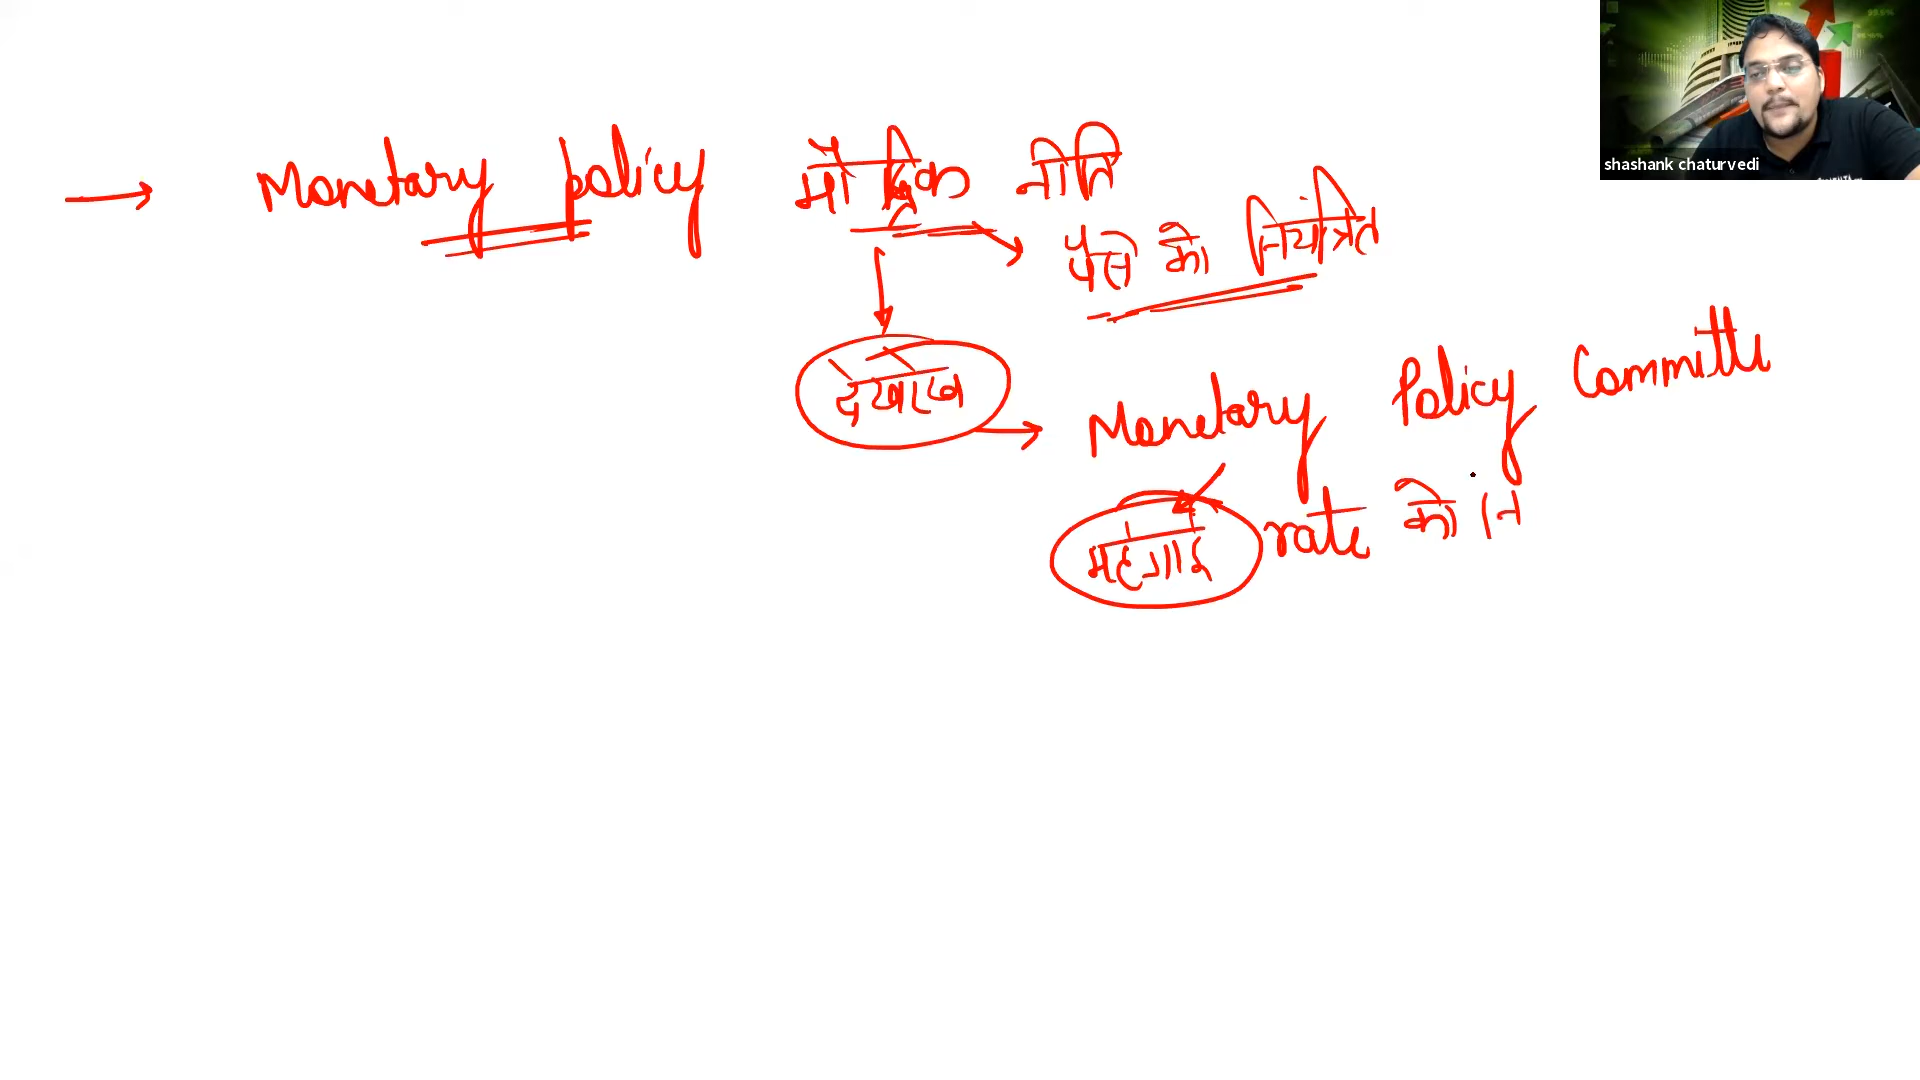 → Monetary policy मौद्रिक नीति
shashank chaturvedi
पैसे को नियंत्रित
देखरेख
→ Monetary Policy Committe
महंगाई rate को नि